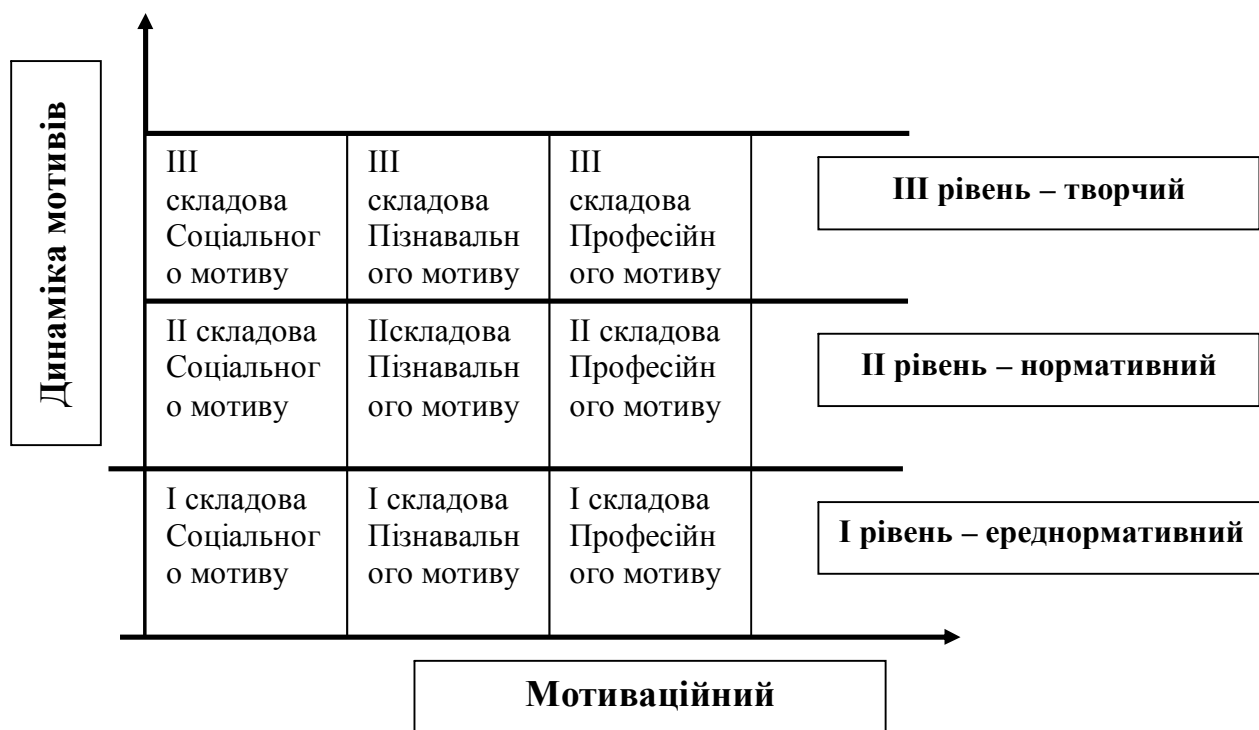 Динаміка мотивів
III
складова
Соціальног
о мотиву
III
складова
Пізнавальн
ого мотиву
III
складова
Професійн
ого мотиву
III рівень – творчий
II складова
Соціальног
о мотиву
IIскладова
Пізнавальн
ого мотиву
II складова
Професійн
ого мотиву
II рівень – нормативний
I складова
Соціальног
о мотиву
I складова
Пізнавальн
ого мотиву
I складова
Професійн
ого мотиву
I рівень – ереднормативний
Мотиваційний